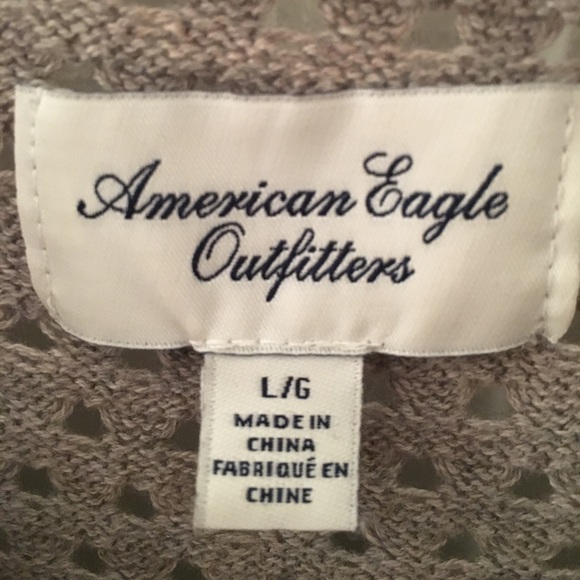 American Eagle
Outfitters
L/G
MADE IN
CHINA
FABRIQUÉ EN
CHINE